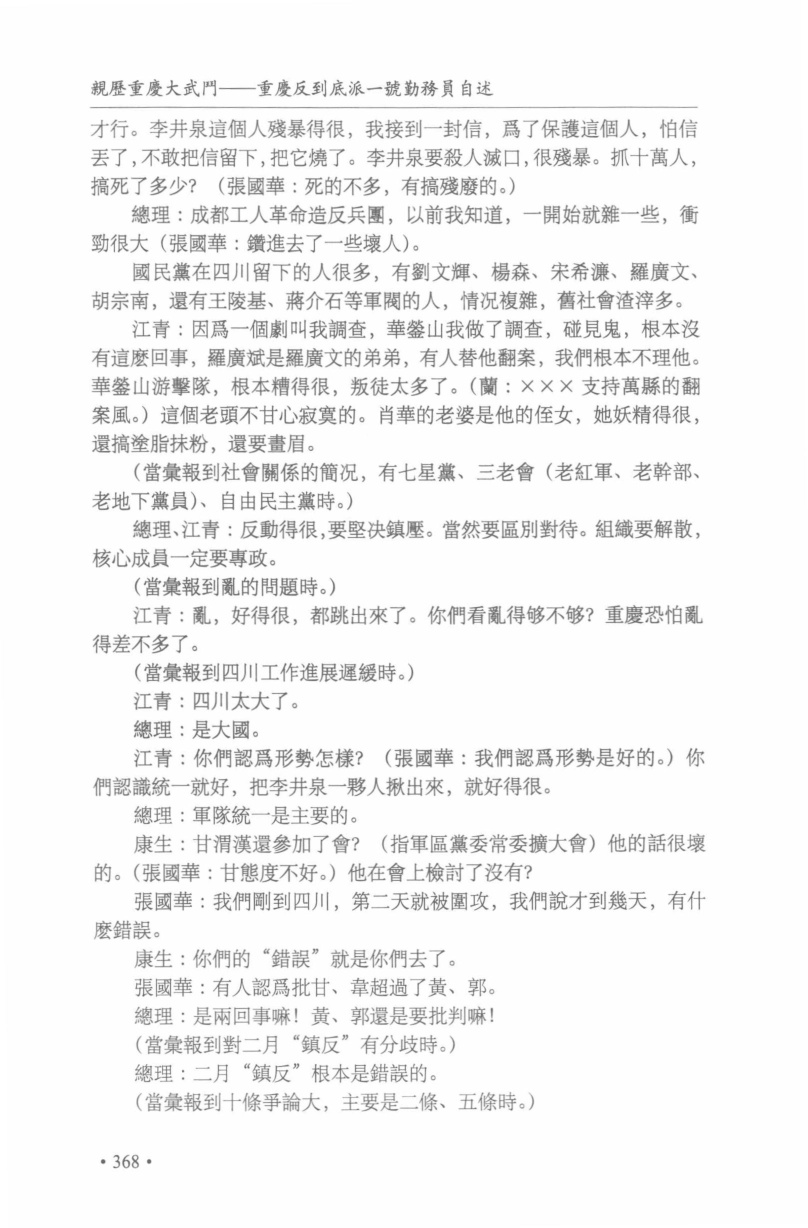 親歷重慶大武鬥——重慶反到底派一號勤務員自述
才行。李井泉這個人殘暴得很，我接到一封信，爲了保護這個人，怕信
丟了，不敢把信留下，把它燒了。李井泉要殺人滅口，很殘暴。抓十萬人，
搞死了多少？（張國華：死的不多，有搞殘廢的。）
總理：成都工人革命造反兵團，以前我知道，一開始就雜一些，衝
勁很大（張國華：鑽進去了一些壞人）。
國民黨在四川留下的人很多，有劉文輝、楊森、宋希濂、羅廣文、
胡宗南，還有王陵基、蔣介石等軍閥的人，情況複雜，舊社會渣滓多。
江青：因爲一個劇叫我調查，華鎣山我做了調查，碰見鬼，根本沒
有這麼回事，羅廣斌是羅廣文的弟弟，有人替他翻案，我們根本不理他。
華鎣山游擊隊，根本糟得很，叛徒太多了。（蘭：×××支持萬縣的翻
案風。）這個老頭不甘心寂寞的。肖華的老婆是他的侄女，她妖精得很，
還搞塗脂抹粉，還要畫眉。
（當彙報到社會關係的簡況，有七星黨、三老會（老紅軍、老幹部、
老地下黨員）、自由民主黨時。）
總理、江青：反動得很，要堅決鎮壓。當然要區別對待。組織要解散，
核心成員一定要專政。
（當彙報到亂的問題時。）
江青：亂，好得很，都跳出來了。你們看亂得够不够？重慶恐怕亂
得差不多了。
（當彙報到四川工作進展遲緩時。）
江青：四川太大了。
總理：是大國。
江青：你們認爲形勢怎樣？（張國華：我們認爲形勢是好的。）你
們認識統一就好，把李井泉一夥人揪出來，就好得很。
總理：軍隊統一是主要的。
康生：甘渭漢還參加了會？（指軍區黨委常委擴大會）他的話很壞
的。（張國華：甘態度不好。）他在會上檢討了沒有？
張國華：我們剛到四川，第二天就被圍攻，我們說才到幾天，有什
麼錯誤。
康生：你們的“錯誤”就是你們去了。
張國華：有人認爲批甘、韋超過了黃、郭。
總理：是兩回事嘛！黃、郭還是要批判嘛！
（當彙報到對二月“鎮反”有分歧時。）
總理：二月“鎮反”根本是錯誤的。
（當彙報到十條爭論大，主要是二條、五條時。）
·368·